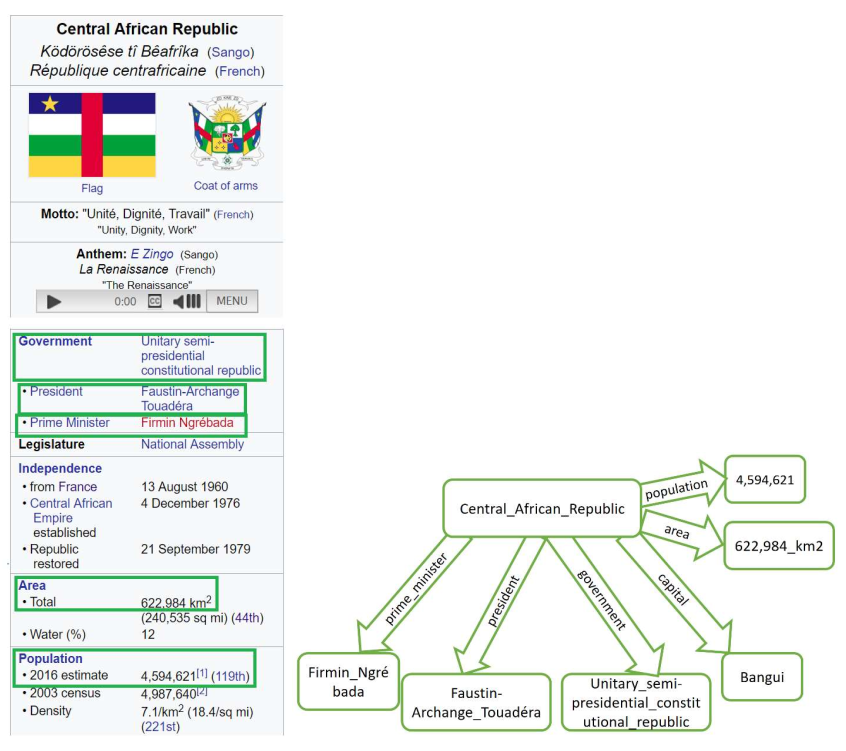 Central African Republic
Ködörösêse tî Bêafrîka (Sango)
République centrafricaine (French)
Flag
Coat of arms
Motto: "Unité, Dignité, Travail" (French)
"Unity, Dignity, Work"
Anthem: E Zingo (Sango)
La Renaissance (French)
"The Renaissance"
0:00 CC MENU
Government Unitary semi-
presidential
constitutional republic
• President Faustin-Archange
Touadéra
• Prime Minister Firmin Ngrébada
Legislature National Assembly
Independence
• from France 13 August 1960
• Central African 4 December 1976
Empire
established
• Republic 21 September 1979
restored
Area
• Total 622,984 km2
(240,535 sq mi) (44th)
• Water (%) 12
Population
• 2016 estimate 4,594,621[1] (119th)
• 2003 census 4,987,640[2]
• Density 7.1/km2 (18.4/sq mi)
(221st)
Central_African_Republic
population
4,594,621
area
622,984_km2
prime_minister
president
government
capital
Firmin_Ngré
bada
Faustin-
Archange_Touadéra
Unitary_semi-
presidential_constit
utional_republic
Bangui